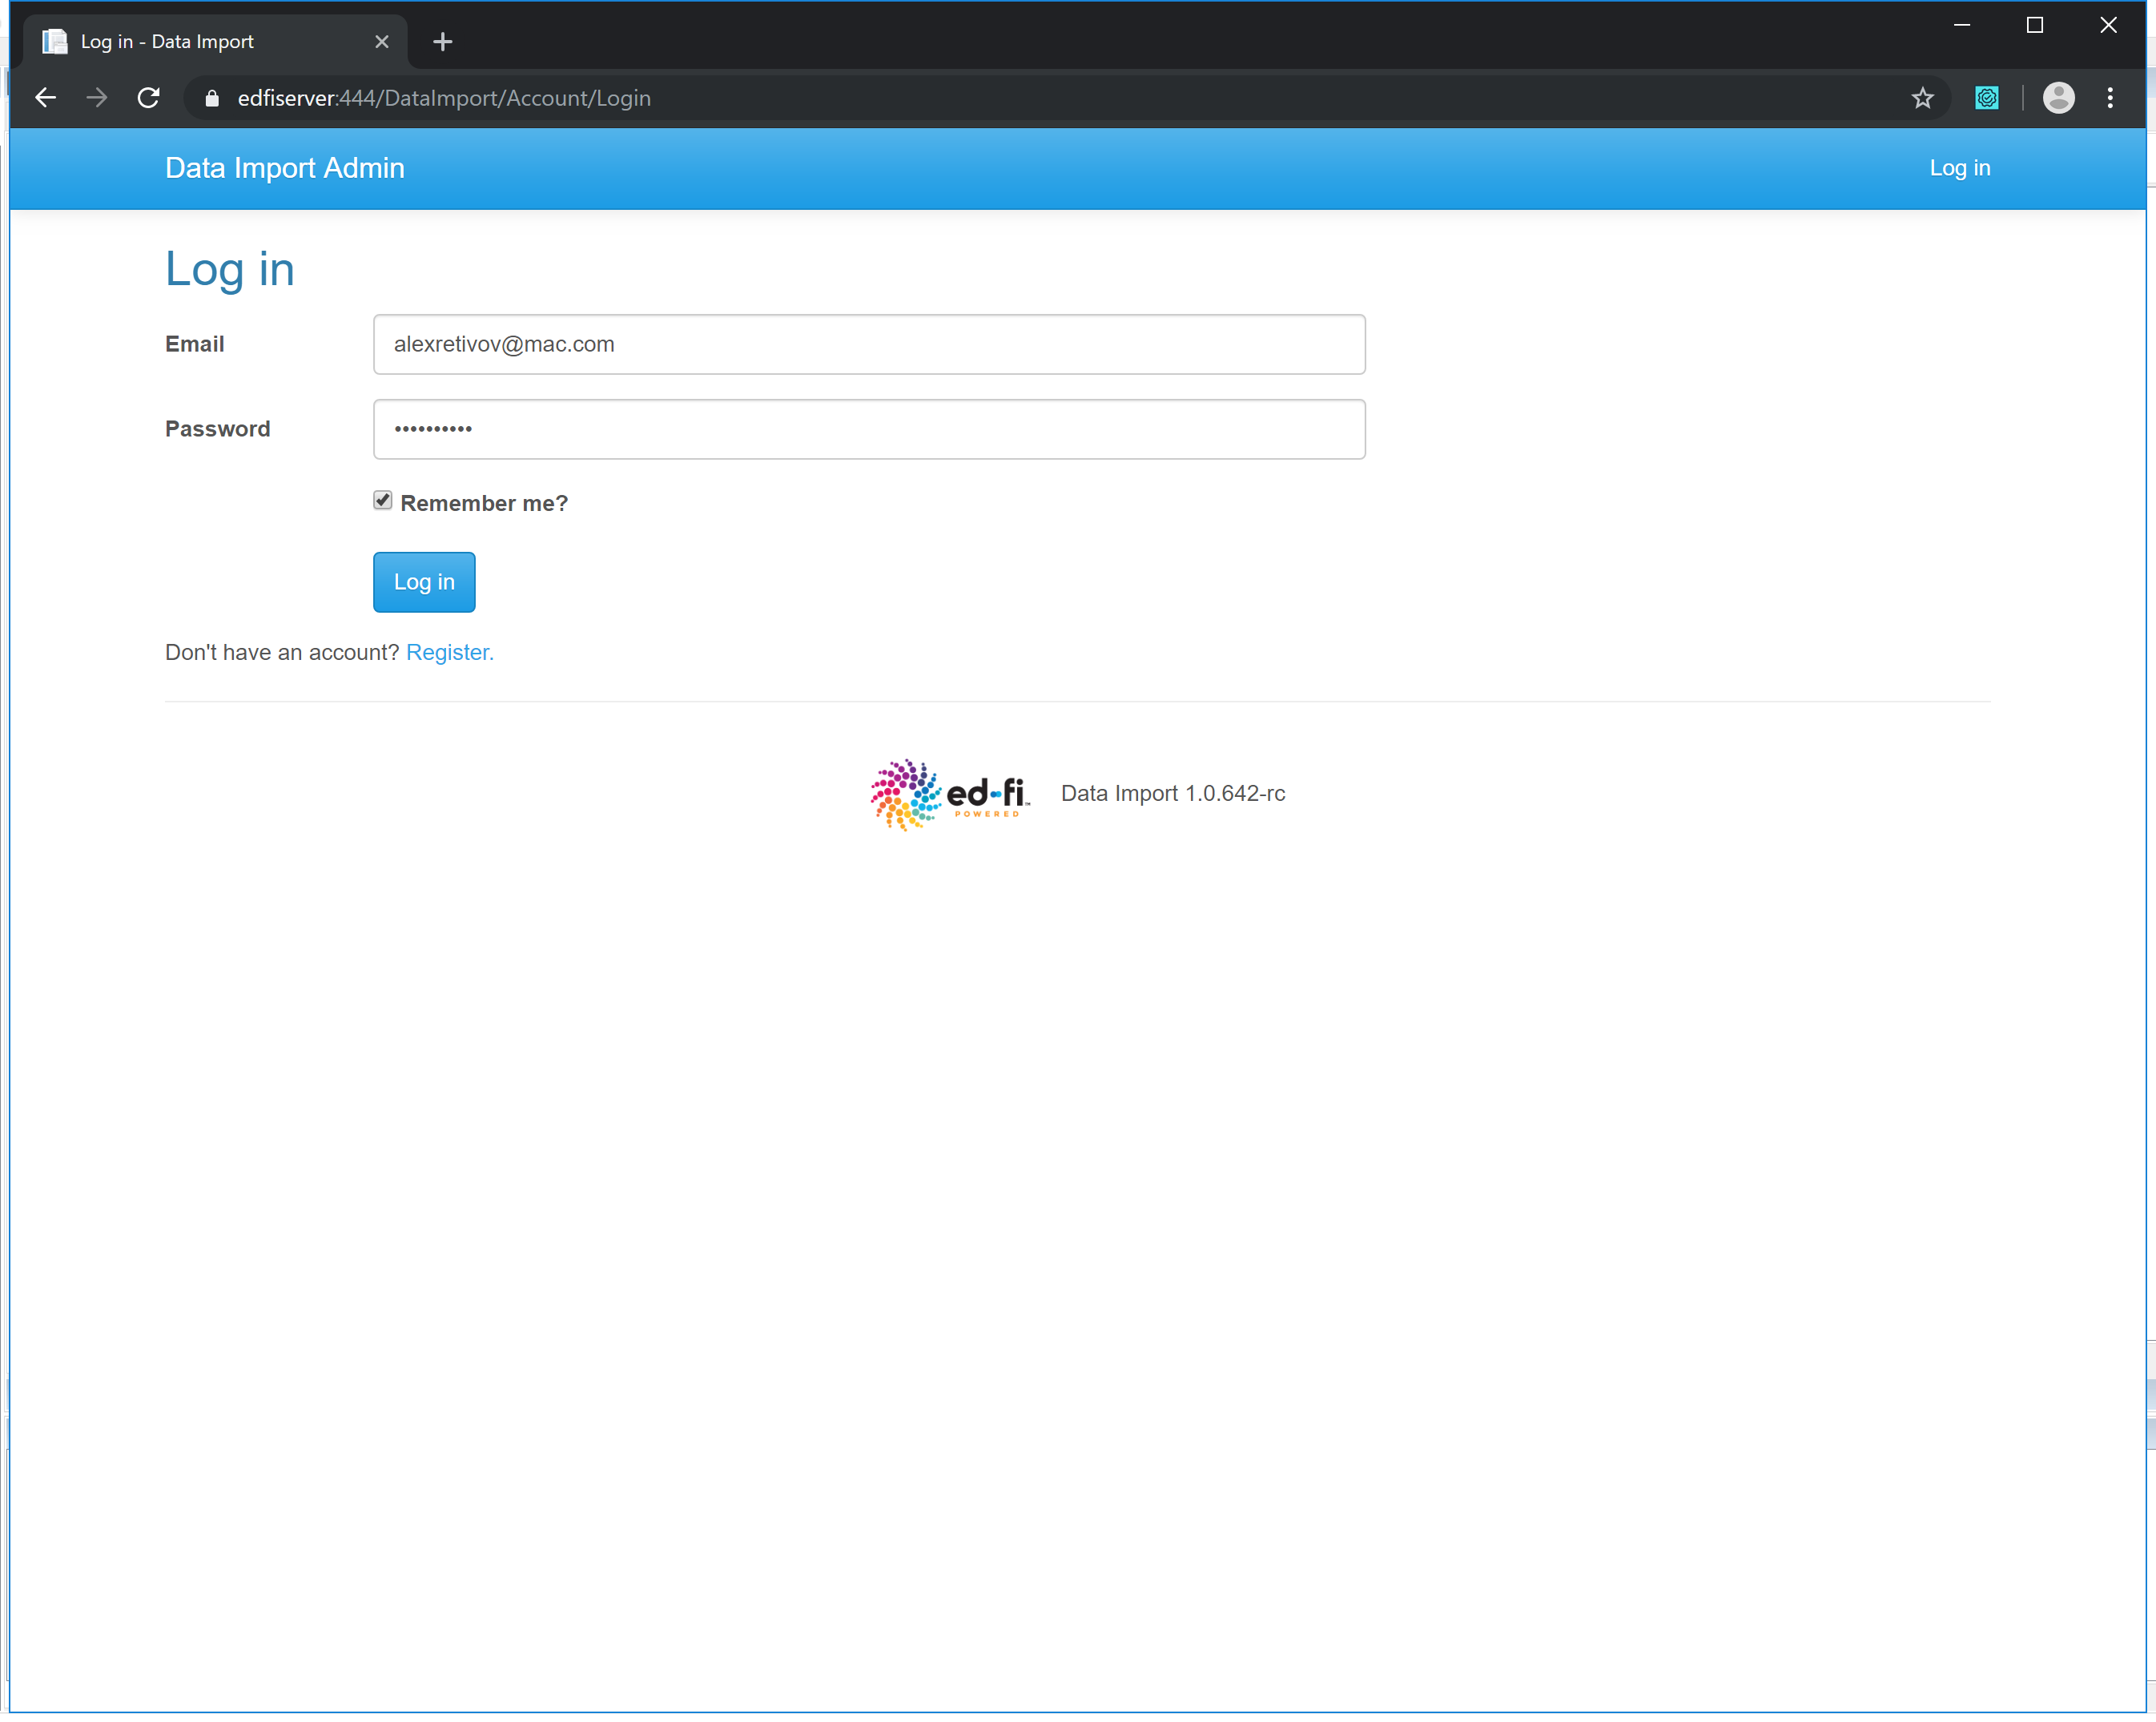 Log in - Data Import
edfiserver:444/DataImport/Account/Login
Data Import Admin
Log in
Log in
Email
alexretivov@mac.com
Password
••••••••••
Remember me?
Log in
Don't have an account? Register.
ed-fi™
POWERED
Data Import 1.0.642-rc